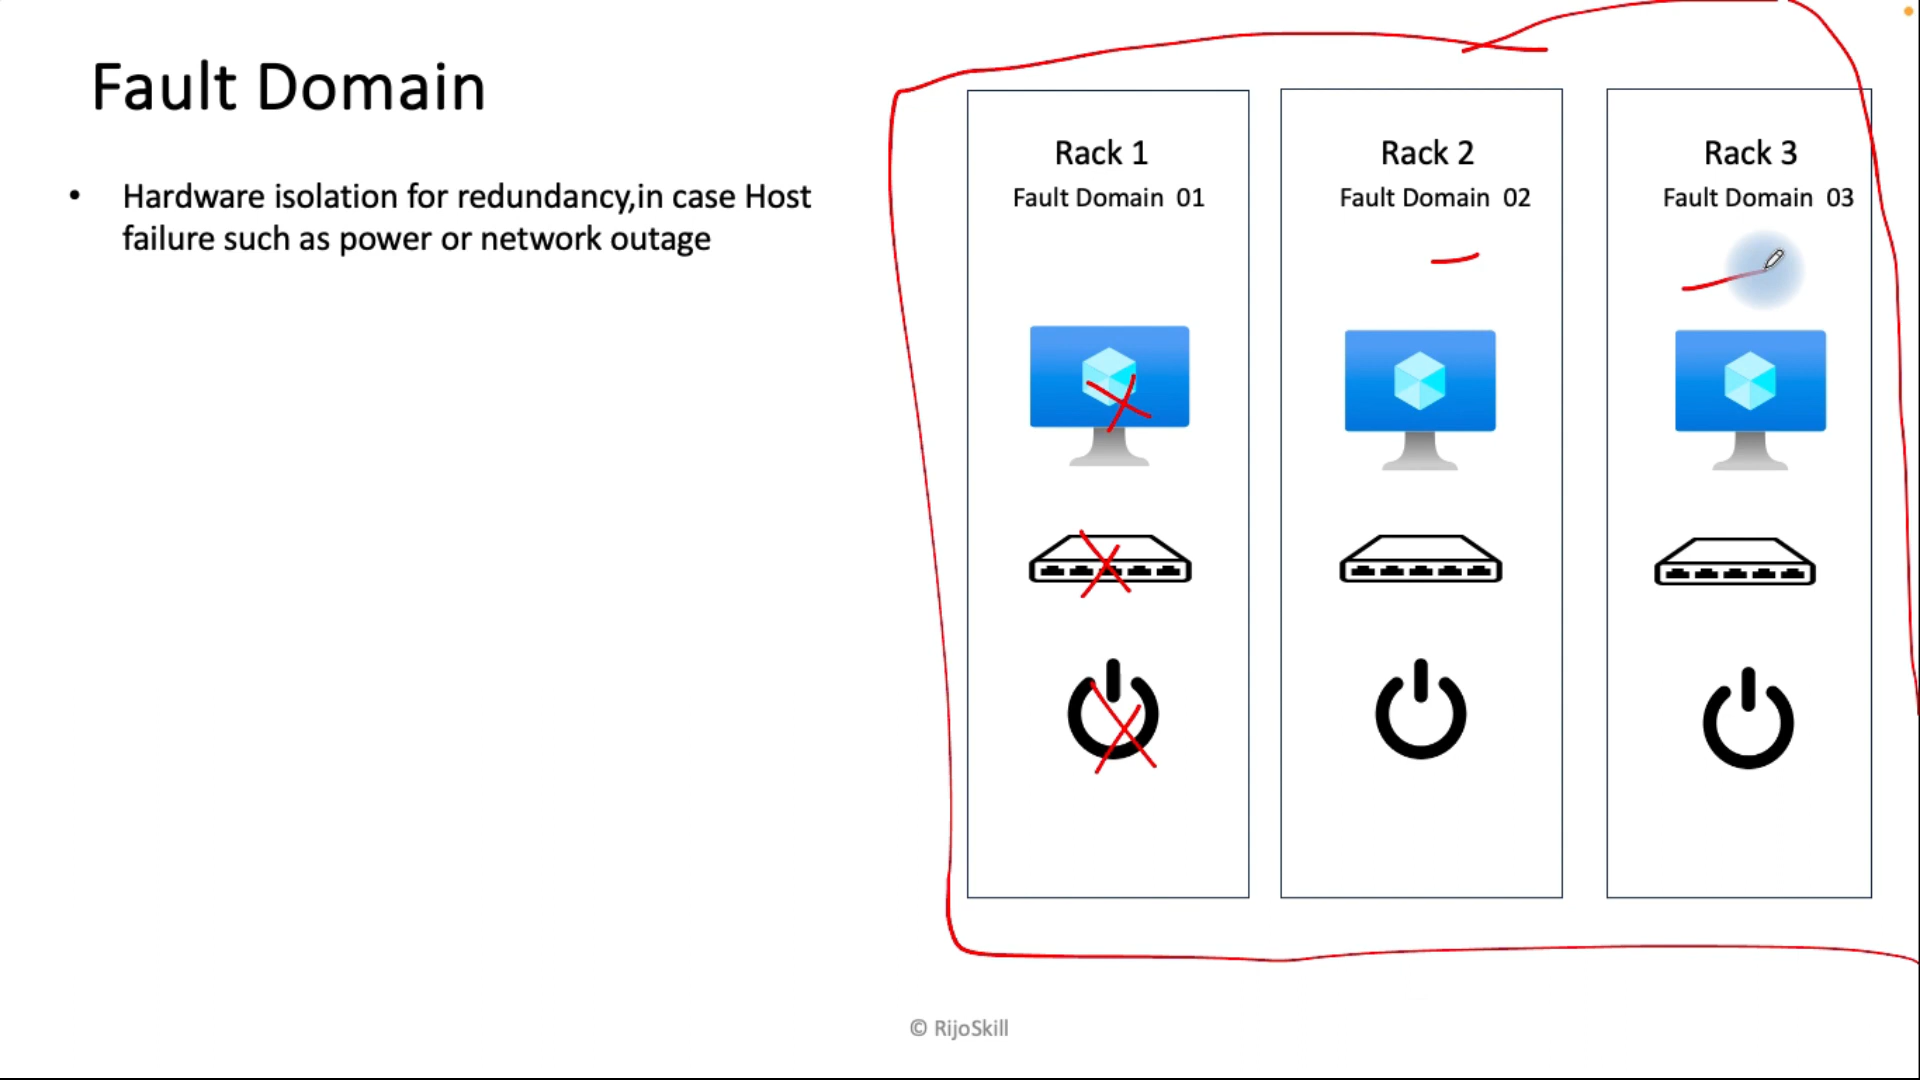 Fault Domain
• Hardware isolation for redundancy,in case Host
failure such as power or network outage
Rack 1
Fault Domain 01
Rack 2
Fault Domain 02
Rack 3
Fault Domain 03
© RijoSkill